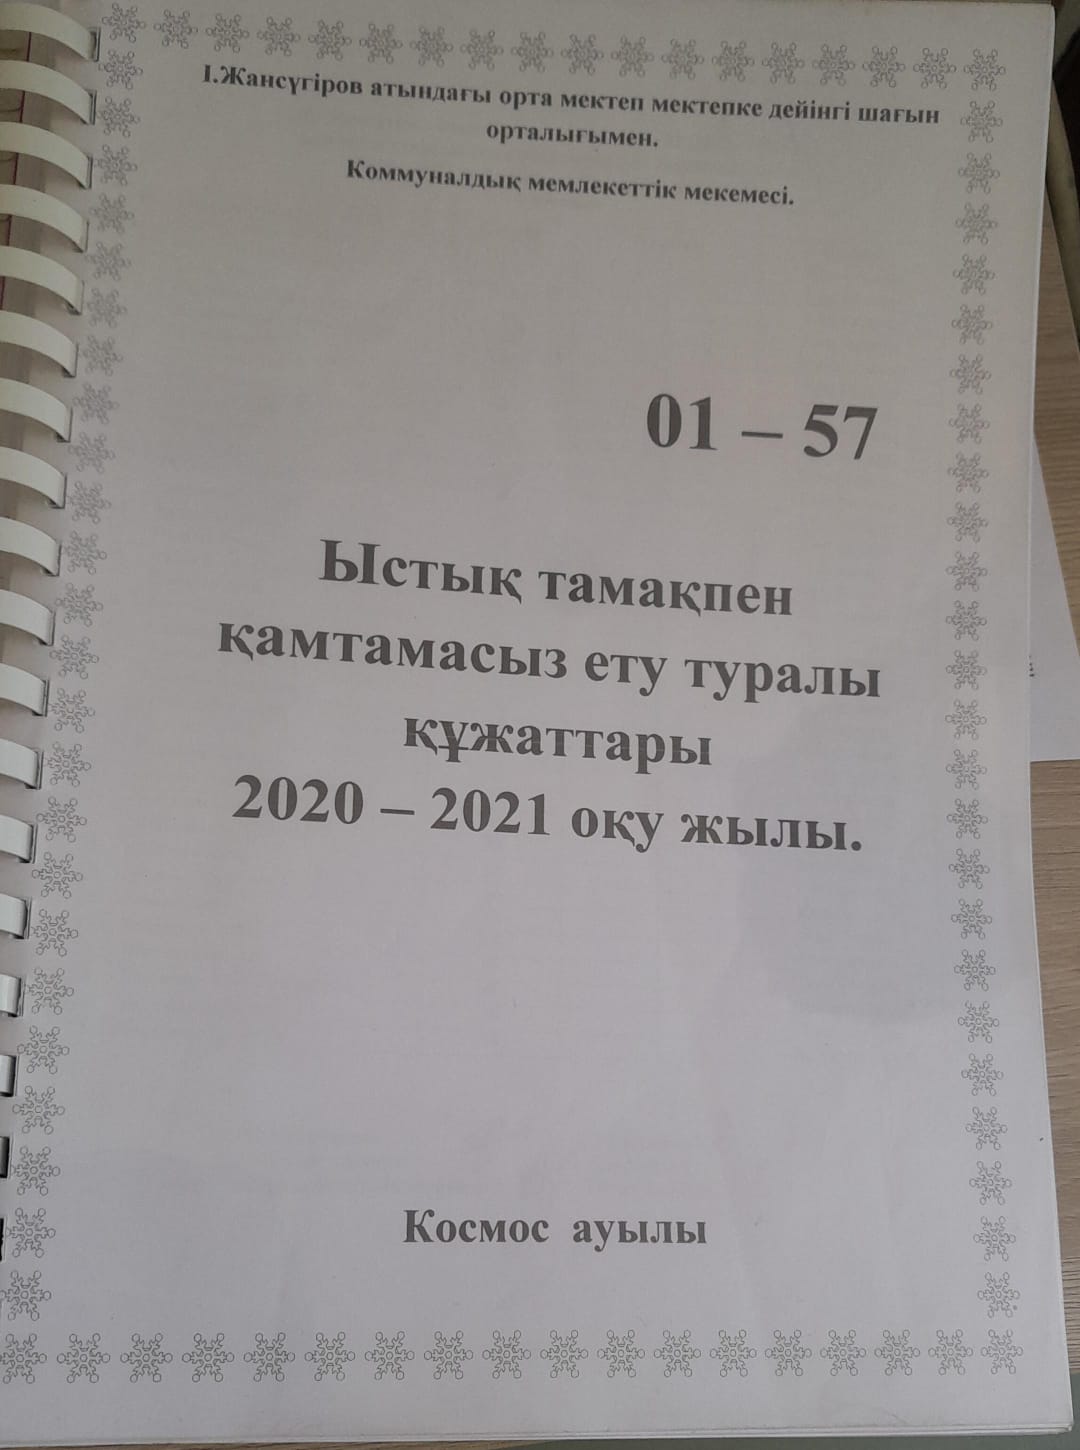 І.Жансүгіров атындағы орта мектеп мектепке дейінгі шағын
орталығымен.
Коммуналдық мемлекеттік мекемесі.
01 – 57
Ыстық тамақпен
қамтамасыз ету туралы
құжаттары
2020 – 2021 оқу жылы.
Космос ауылы